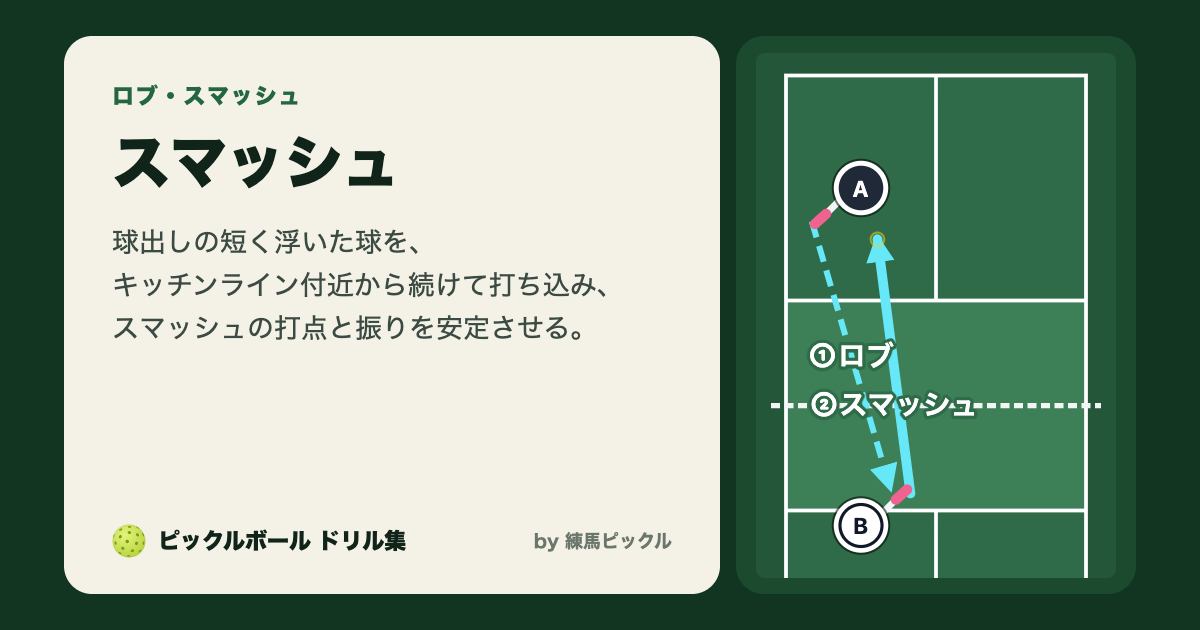 ロブ・スマッシュ
スマッシュ
球出しの短く浮いた球を、
キッチンライン付近から続けて打ち込み、
スマッシュの打点と振りを安定させる。
ピックルボール ドリル集
by 練馬ピックル
A
①ロブ
②スマッシュ
B